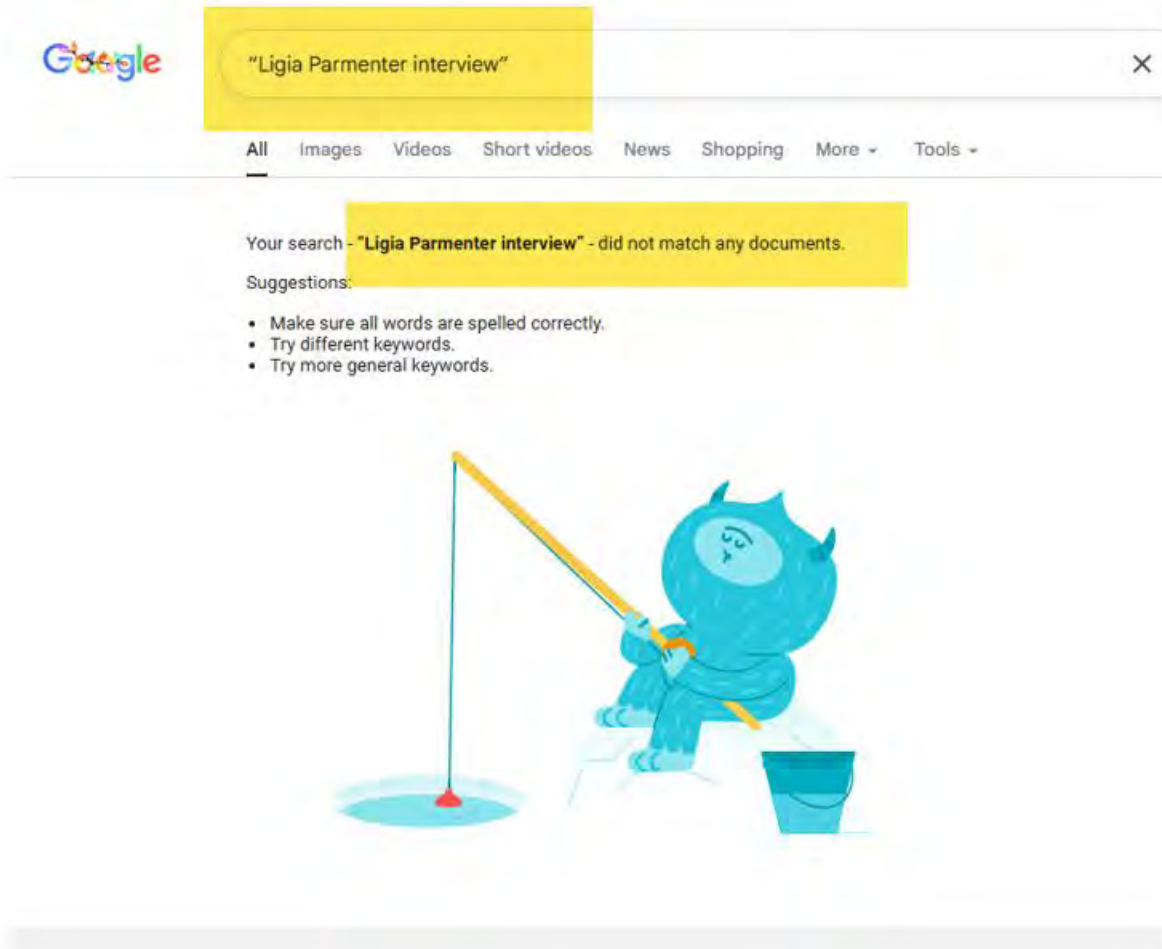 Google
“Ligia Parmenter interview”
All Images Videos Short videos News Shopping More Tools
Your search - "Ligia Parmenter interview" - did not match any documents.
Suggestions:
• Make sure all words are spelled correctly.
• Try different keywords.
• Try more general keywords.